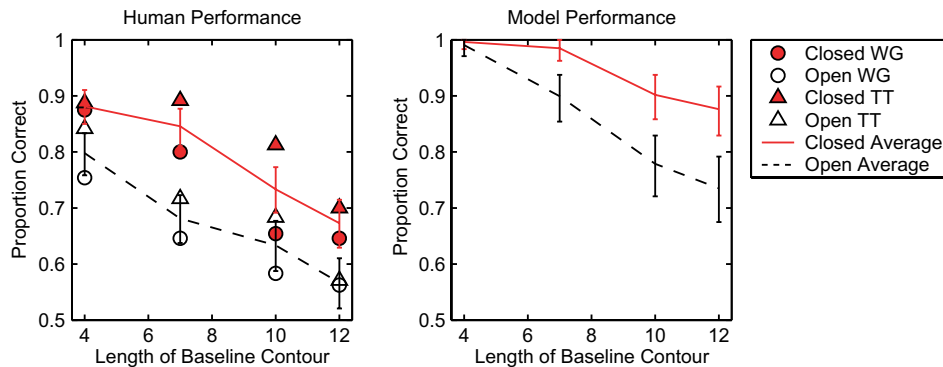 Human Performance
Model Performance
1
0.9
0.8
0.7
0.6
0.5
4
6
8
10
12
Proportion Correct
Length of Baseline Contour
1
0.9
0.8
0.7
0.6
0.5
4
6
8
10
12
Proportion Correct
Length of Baseline Contour
Closed WG
Open WG
Closed TT
Open TT
Closed Average
Open Average